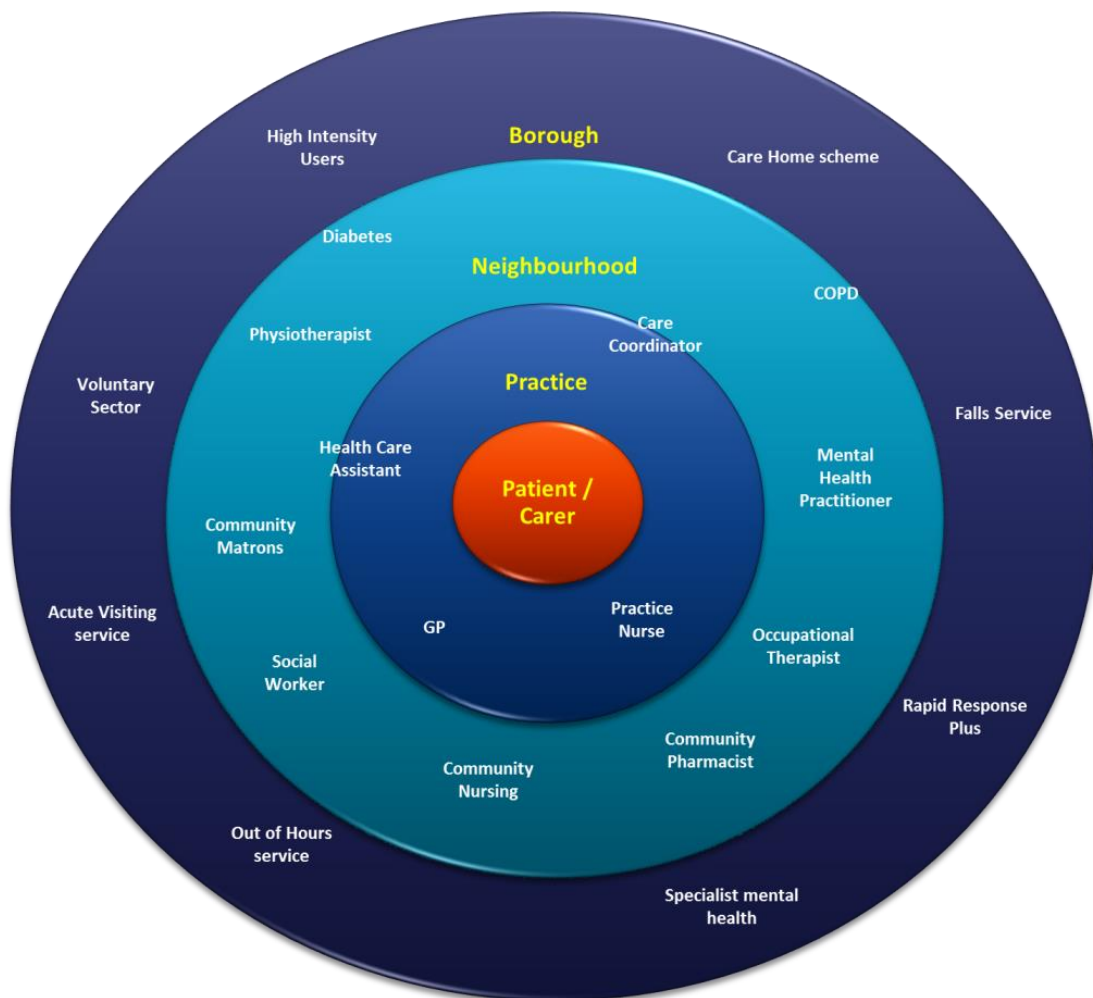 High Intensity
Users
Borough
Care Home scheme
Diabetes
Neighbourhood
COPD
Physiotherapist
Care
Coordinator
Voluntary
Sector
Practice
Falls Service
Health Care
Assistant
Patient /
Carer
Mental
Health
Practitioner
Community
Matrons
Acute Visiting
service
GP
Practice
Nurse
Occupational
Therapist
Social
Worker
Rapid Response
Plus
Community
Nursing
Community
Pharmacist
Out of Hours
service
Specialist mental
health